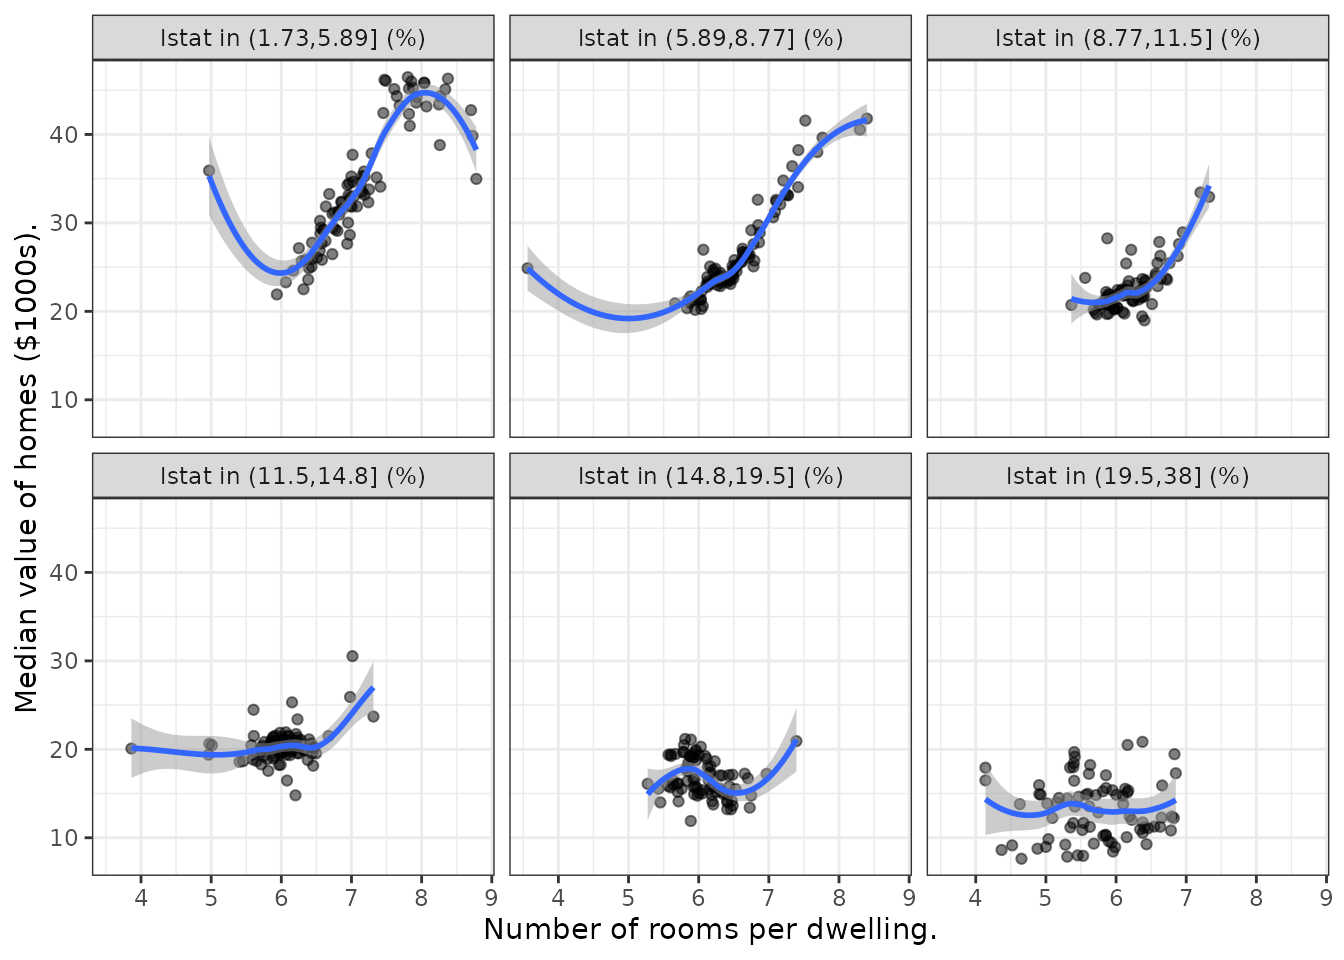 lstat in (1.73,5.89] (%)
lstat in (5.89,8.77] (%)
lstat in (8.77,11.5] (%)
40
30
20
10
lstat in (11.5,14.8] (%)
lstat in (14.8,19.5] (%)
lstat in (19.5,38] (%)
40
30
20
10
4 5 6 7 8 9
4 5 6 7 8 9
4 5 6 7 8 9
Number of rooms per dwelling.
Median value of homes ($1000s).